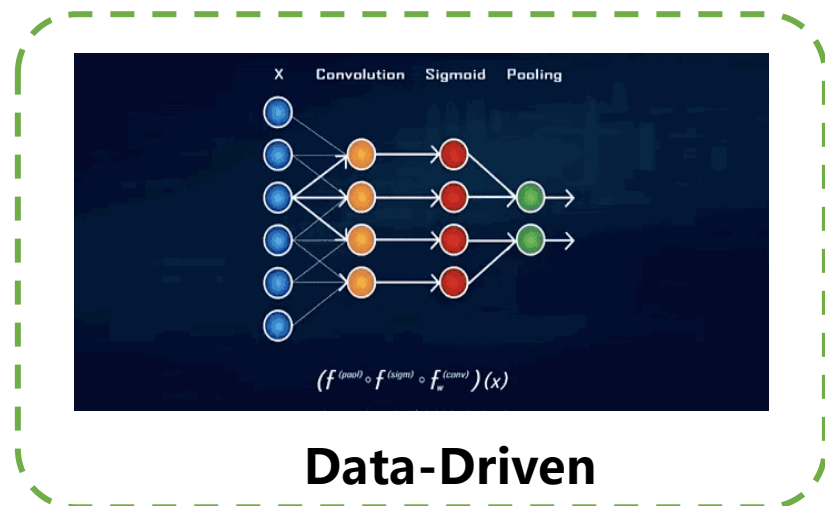 X Convolution Sigmoid Pooling
(f^(pool) ∘ f^(sigm) ∘ f_w^(conv))(x)
Data-Driven